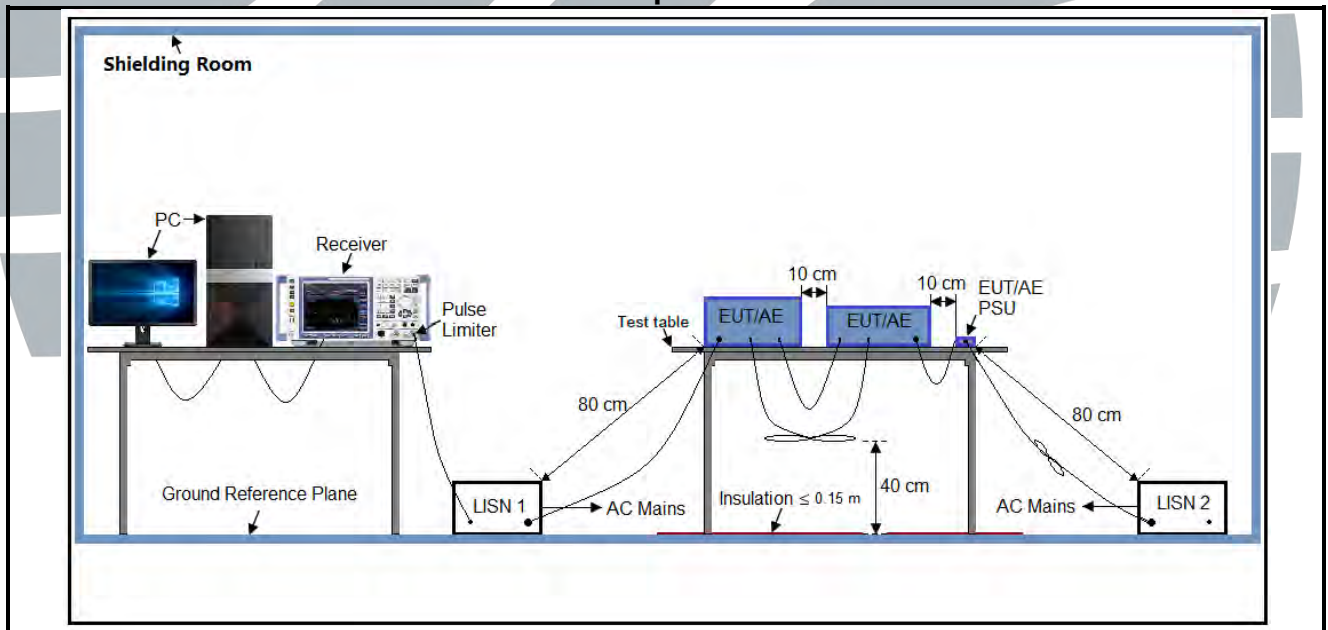 Shielding Room
PC
Receiver
Pulse
Limiter
10 cm
10 cm
EUT/AE
PSU
Test table
EUT/AE
EUT/AE
80 cm
80 cm
40 cm
Ground Reference Plane
LISN 1
AC Mains
Insulation ≤ 0.15 m
AC Mains
LISN 2